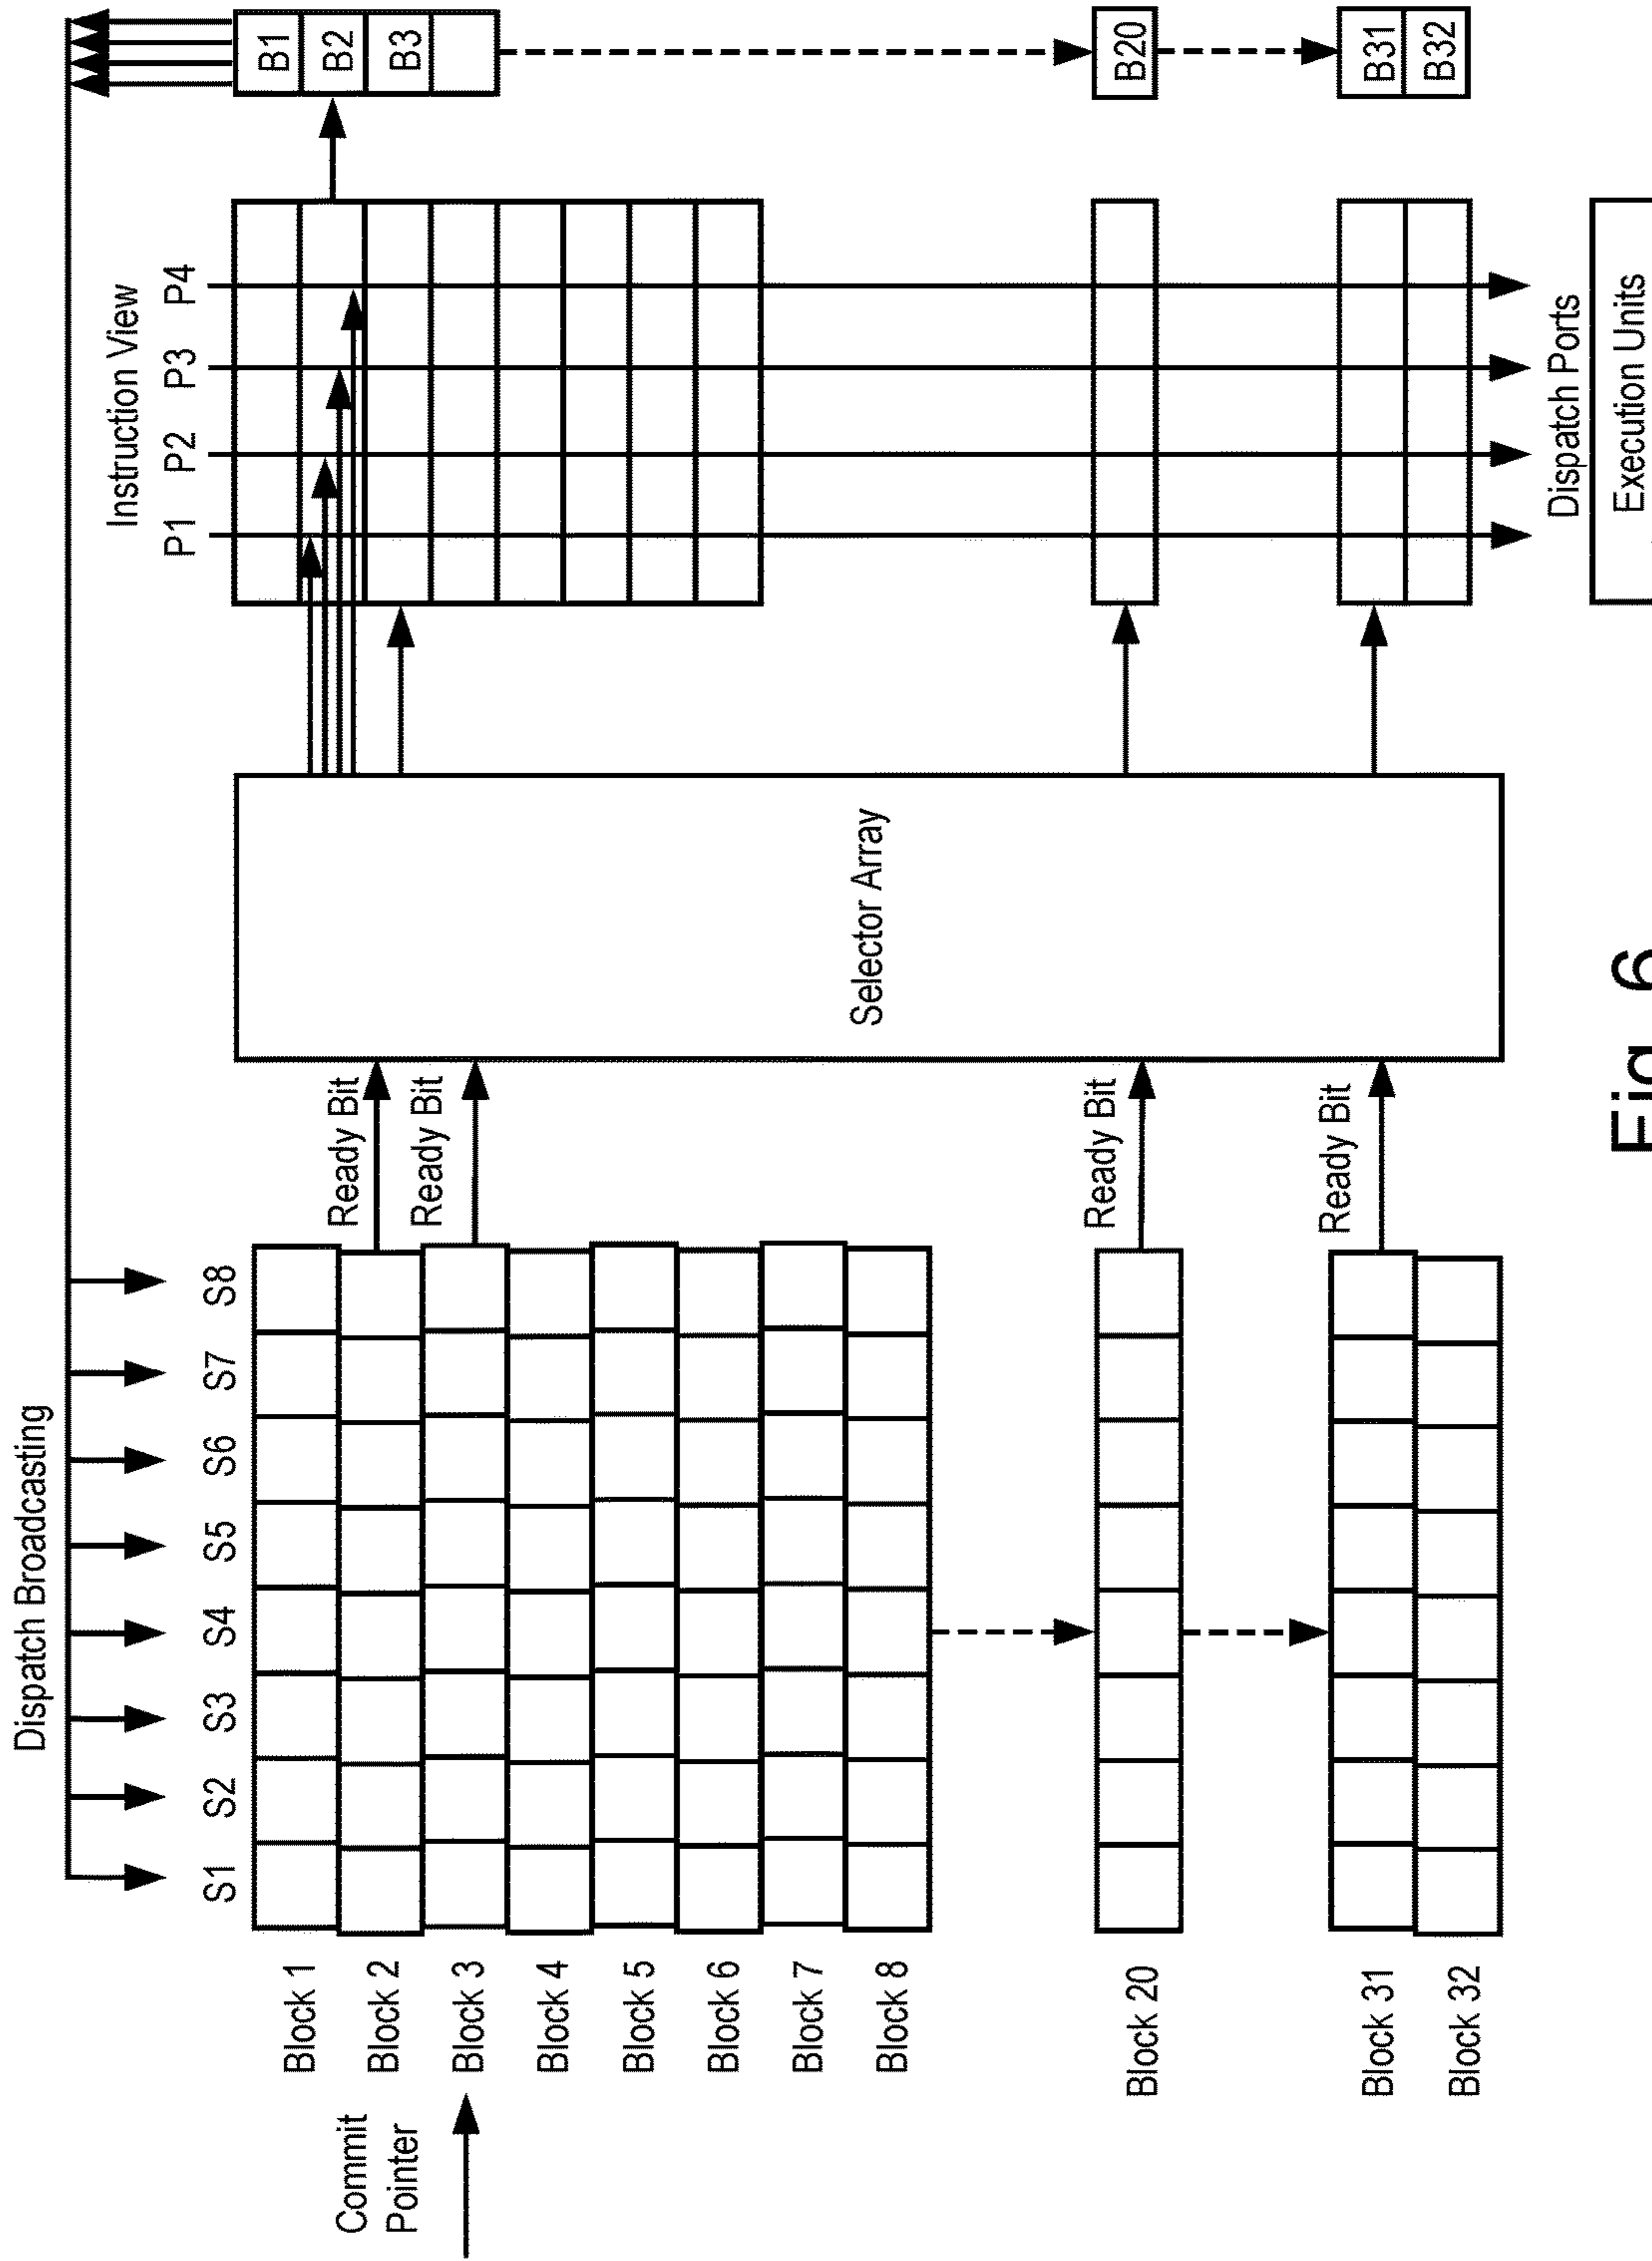 Dispatch Broadcasting
S1 S2 S3 S4 S5 S6 S7 S8
Commit
Pointer
Block 1
Block 2
Block 3
Block 4
Block 5
Block 6
Block 7
Block 8
Block 20
Block 31
Block 32
Ready Bit
Ready Bit
Ready Bit
Ready Bit
Selector Array
Instruction View
P1 P2 P3 P4
Dispatch Ports
Execution Units
B1
B2
B3
B20
B31
B32
Fig. 6